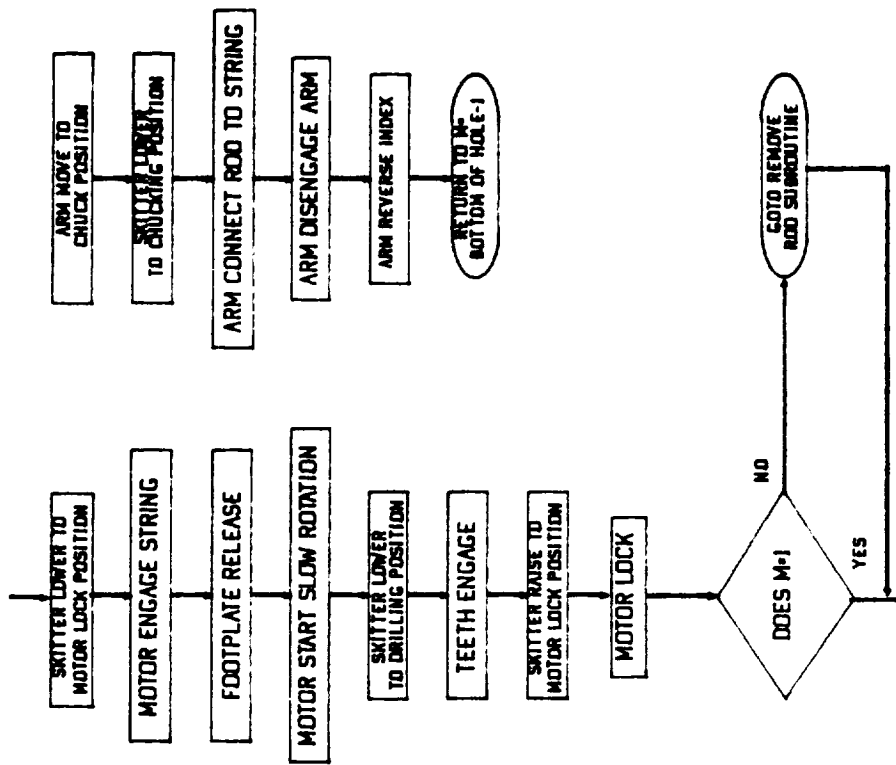 SKITTER LOWER TO
MOTOR LOCK POSITION
MOTOR ENGAGE STRING
FOOTPLATE RELEASE
MOTOR START SLOW ROTATION
SKITTER LOWER
TO DRILLING POSITION
TEETH ENGAGE
SKITTER RAISE TO
MOTOR LOCK POSITION
MOTOR LOCK
DOES M=1
NO
YES
GOTO REMOVE
ROD SUBROUTINE
ARM MOVE TO
CHUCK POSITION
SKITTER LOWER
TO CHUCKING POSITION
ARM CONNECT ROD TO STRING
ARM DISENGAGE ARM
ARM REVERSE INDEX
RETURN TO M=
BOTTOM OF HOLE-1